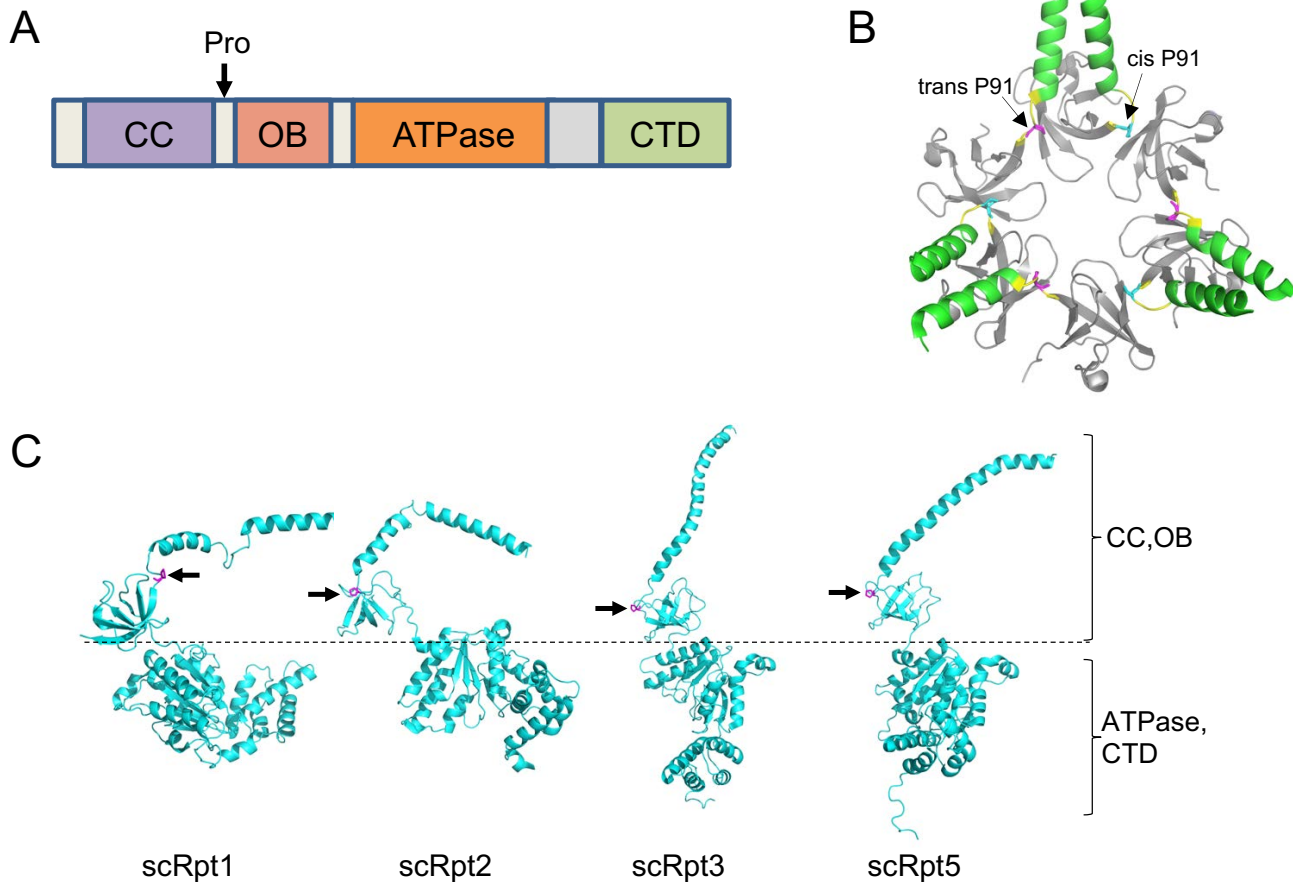 A
Pro
CC
OB
ATPase
CTD
B
trans P91
cis P91
C
CC,OB
ATPase,
CTD
scRpt1
scRpt2
scRpt3
scRpt5